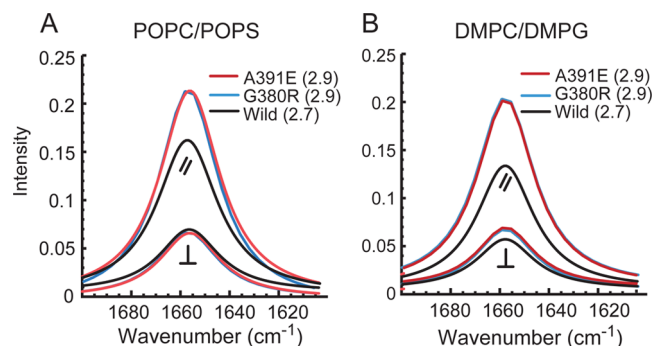 A
POPC/POPS
0.25
0.2
0.15
0.1
0.05
0
Intensity
A391E (2.9)
G380R (2.9)
Wild (2.7)
//
⊥
1680
1660
1640
1620
Wavenumber (cm-1)
B
DMPC/DMPG
0.25
0.2
0.15
0.1
0.05
0
A391E (2.9)
G380R (2.9)
Wild (2.7)
//
⊥
1680
1660
1640
1620
Wavenumber (cm-1)